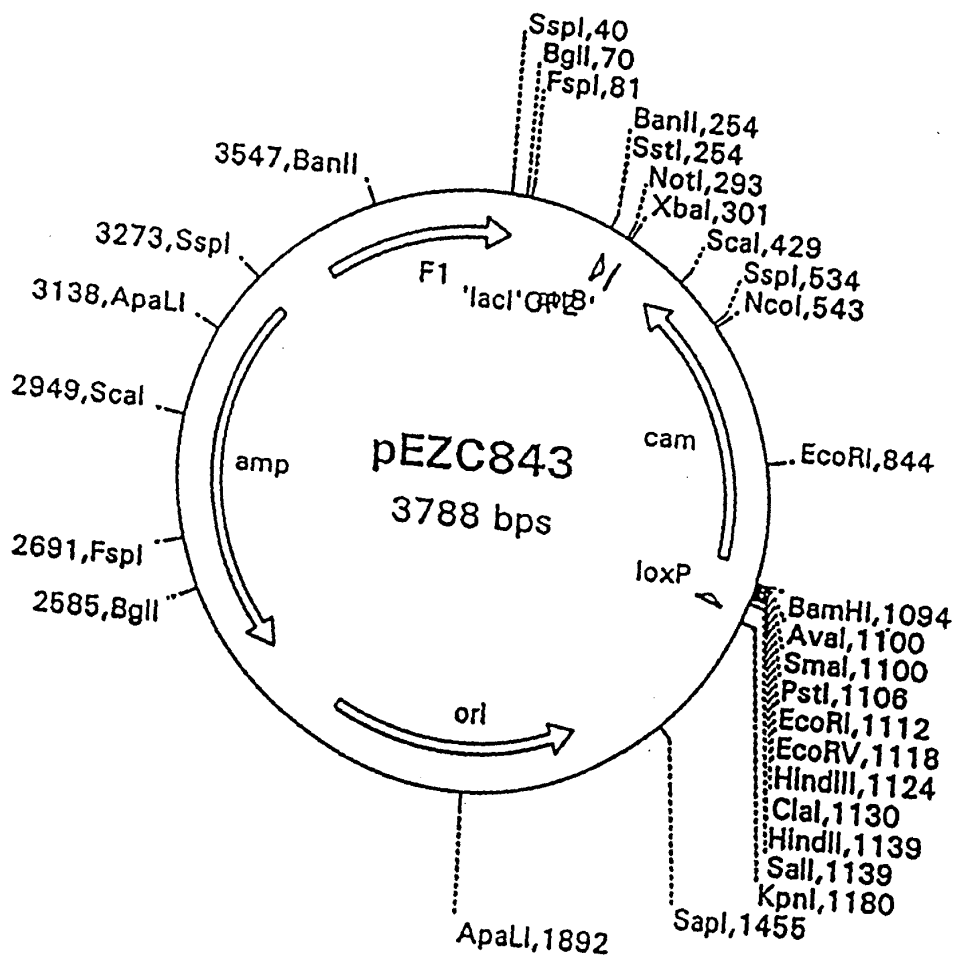 SspI,40
BglI,70
FspI,81
BanII,254
SstI,254
NotI,293
XbaI,301
ScaI,429
SspI,534
NcoI,543
EcoRI,844
BamHI,1094
AvaI,1100
SmaI,1100
PstI,1106
EcoRI,1112
EcoRV,1118
HindIII,1124
ClaI,1130
HindII,1139
SalI,1139
KpnI,1180
SapI,1455
ApaLI,1892
2585,BglI
2691,FspI
2949,ScaI
3138,ApaLI
3273,SspI
3547,BanII
F1
'lacI'
cam
amp
pEZC843
3788 bps
loxP
ori